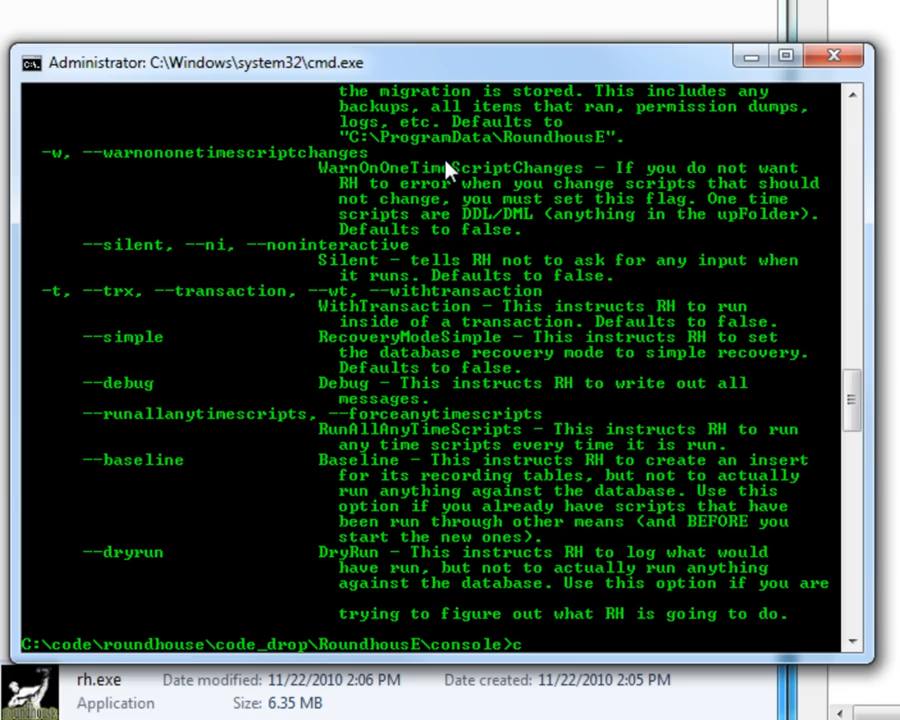 Administrator: C:\Windows\system32\cmd.exe
the migration is stored. This includes any
backups, all items that ran, permission dumps,
logs, etc. Defaults to
"C:\ProgramData\RoundhousE".
-w, --warnononetimescriptchanges
WarnOnOneTimeScriptChanges - If you do not want
RH to error when you change scripts that should
not change, you must set this flag. One time
scripts are DDL/DML (anything in the upFolder).
Defaults to false.
--silent, --ni, --noninteractive
Silent - tells RH not to ask for any input when
it runs. Defaults to false.
-t, --trx, --transaction, --wt, --withtransaction
WithTransaction - This instructs RH to run
inside of a transaction. Defaults to false.
--simple RecoveryModeSimple - This instructs RH to set
the database recovery mode to simple recovery.
Defaults to false.
--debug Debug - This instructs RH to write out all
messages.
--runallanytimescripts, --forceanytimescripts
RunAllAnyTimeScripts - This instructs RH to run
any time scripts every time it is run.
--baseline Baseline - This instructs RH to create an insert
for its recording tables, but not to actually
run anything against the database. Use this
option if you already have scripts that have
been run through other means (and BEFORE you
start the new ones).
--dryrun DryRun - This instructs RH to log what would
have run, but not to actually run anything
against the database. Use this option if you are
trying to figure out what RH is going to do.
C:\code\roundhouse\code_drop\RoundhousE\console>c
rh.exe Date modified: 11/22/2010 2:06 PM Date created: 11/22/2010 2:05 PM
Application Size: 6.35 MB